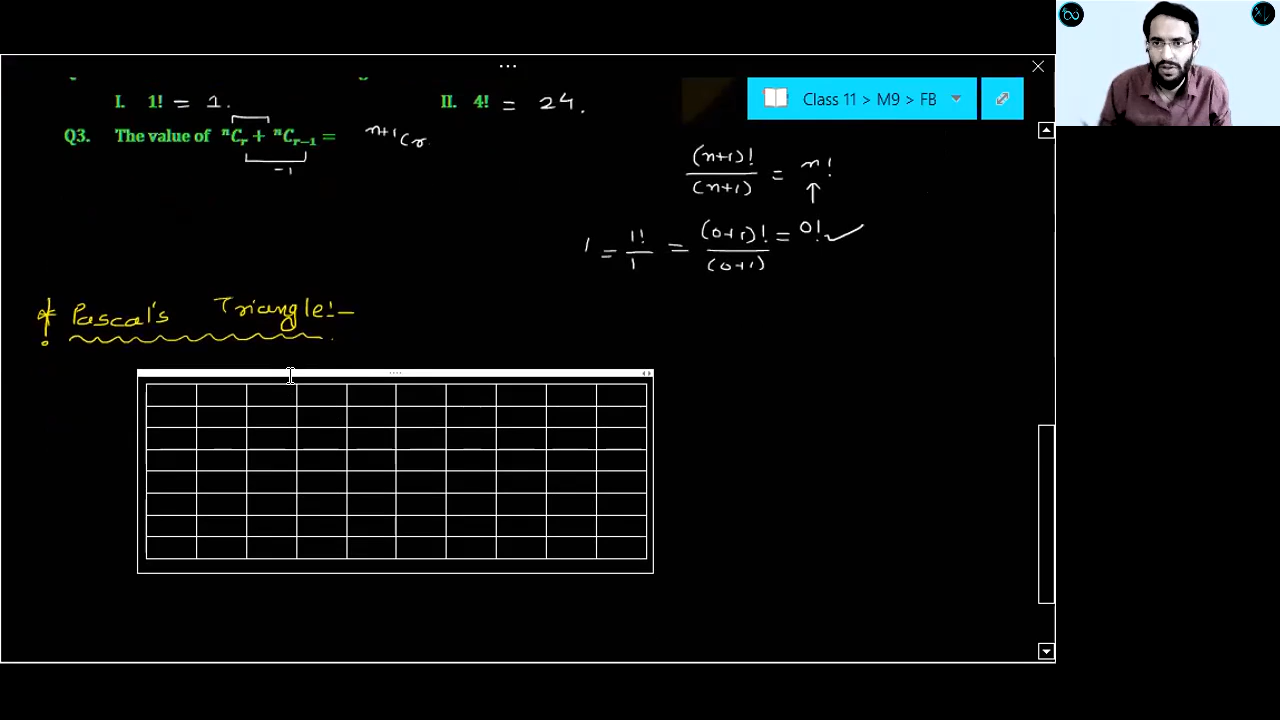 Class 11 > M9 > FB
I. 1! = 1. II. 4! = 24.
Q3. The value of ⁿCᵣ + ⁿCᵣ₋₁ = ⁿ⁺¹Cᵣ
-1
(n+1)! / (n+1) = n!
1 = 1!/1 = (0+1)!/(0+1) = 0! ✓
* Pascal's Triangle:-